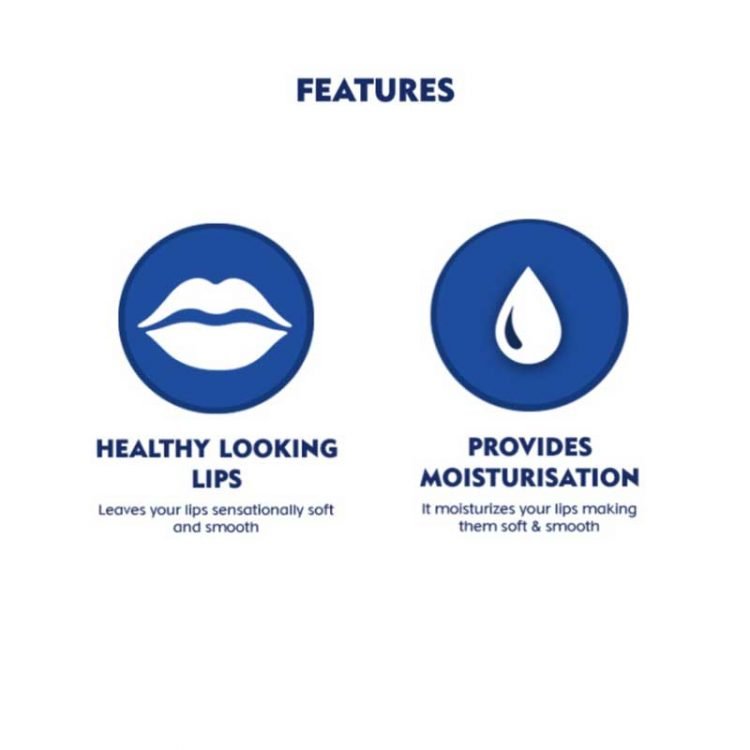 FEATURES
HEALTHY LOOKING
LIPS
Leaves your lips sensationally soft
and smooth
PROVIDES
MOISTURISATION
It moisturizes your lips making
them soft & smooth